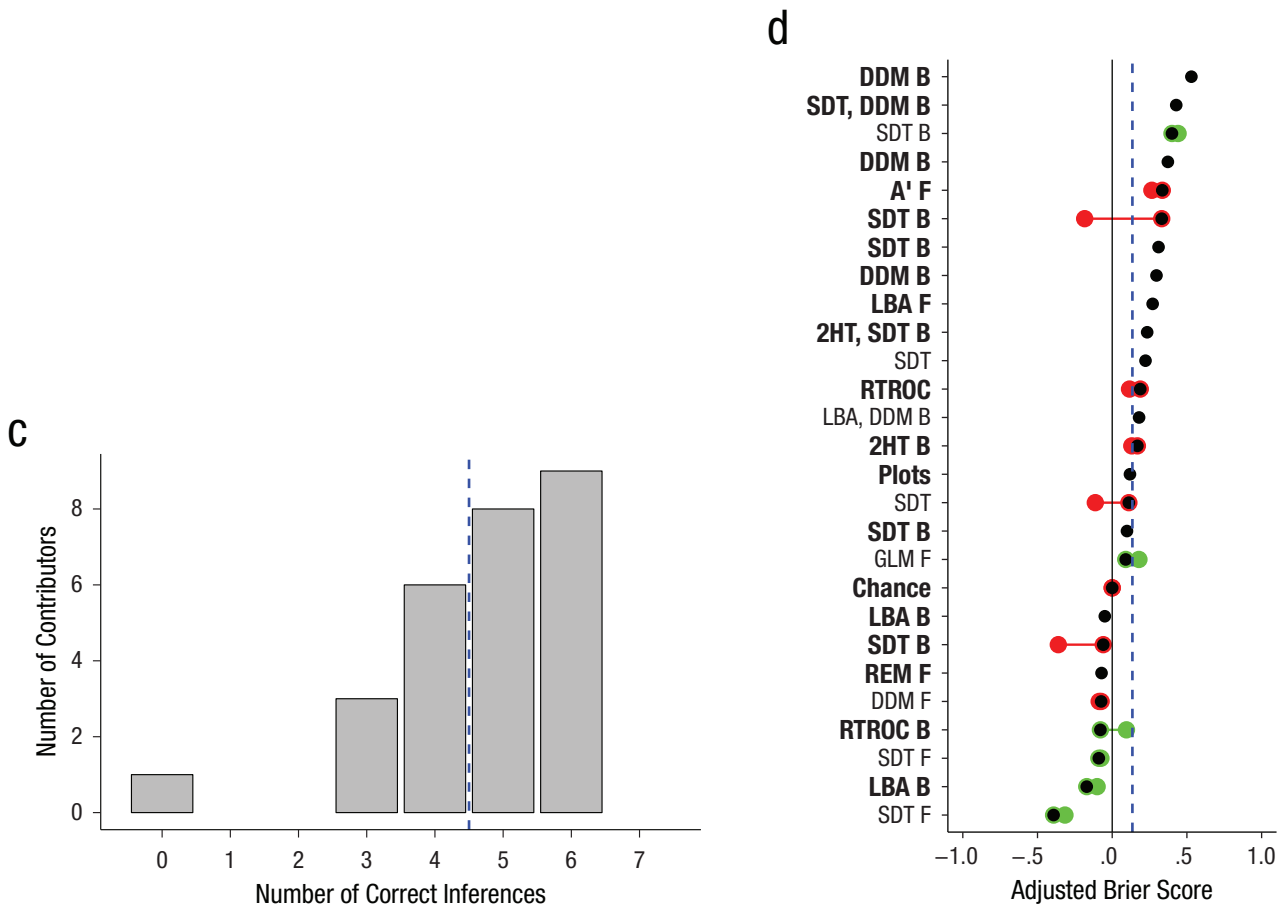 c
Number of Contributors
8
6
4
2
0
0 1 2 3 4 5 6 7
Number of Correct Inferences
d
DDM B
SDT, DDM B
SDT B
DDM B
A' F
SDT B
SDT B
DDM B
LBA F
2HT, SDT B
SDT
RTROC
LBA, DDM B
2HT B
Plots
SDT
SDT B
GLM F
Chance
LBA B
SDT B
REM F
DDM F
RTROC B
SDT F
LBA B
SDT F
−1.0 −.5 .0 .5 1.0
Adjusted Brier Score